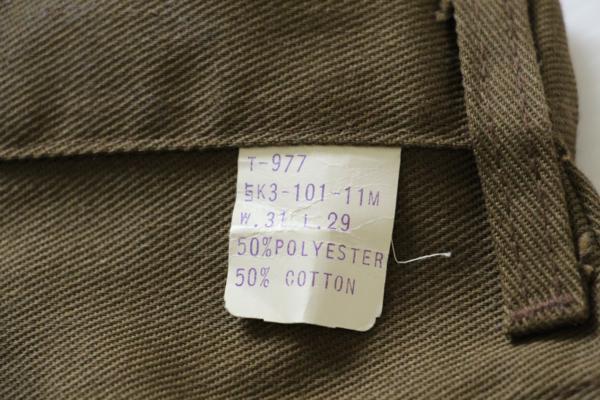 T-977
5K3-101-11M
W.31 L.29
50%POLYESTER
50% COTTON